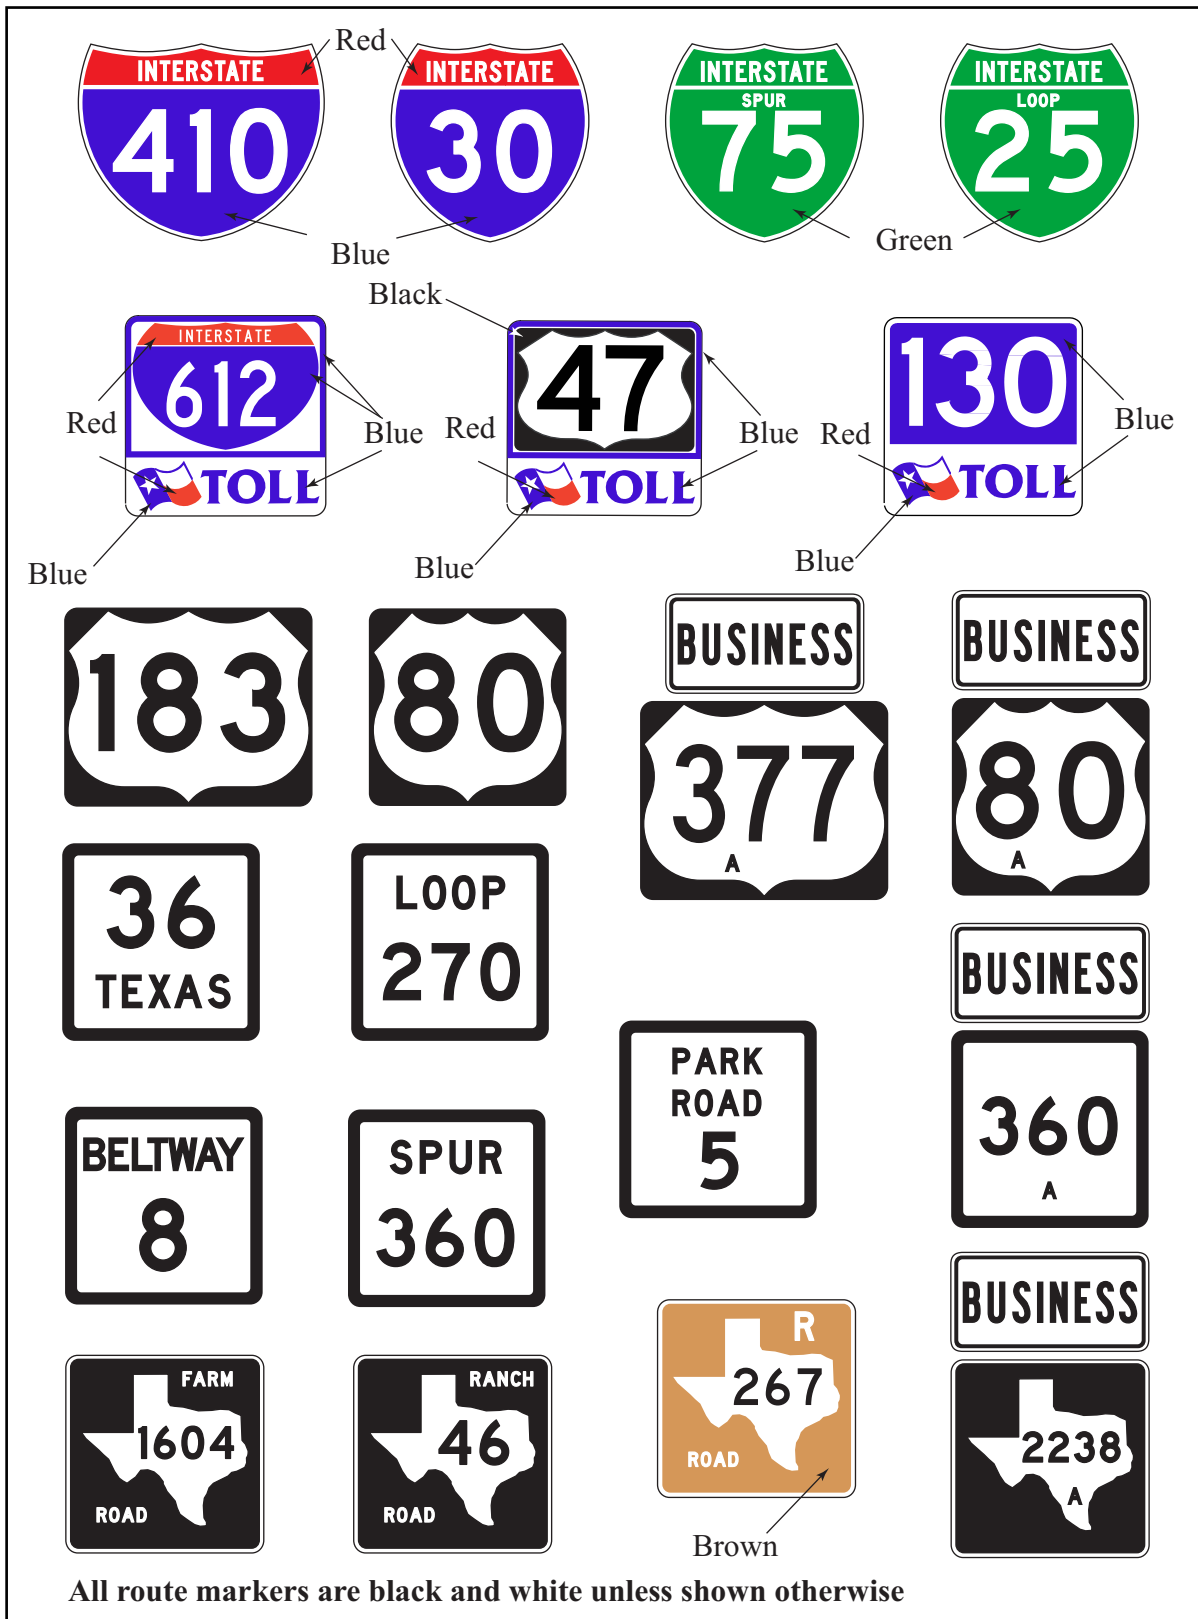 Red
INTERSTATE
410
INTERSTATE
30
INTERSTATE
SPUR
75
INTERSTATE
LOOP
25
Blue
Green
Black
INTERSTATE
612
TOLL
Red
Blue
Blue
47
TOLL
Red
Blue
Blue
130
TOLL
Red
Blue
Blue
183
80
BUSINESS
377
A
BUSINESS
80
A
36
TEXAS
LOOP
270
BUSINESS
360
A
PARK
ROAD
5
BELTWAY
8
SPUR
360
FARM
1604
ROAD
RANCH
46
ROAD
R
267
ROAD
Brown
BUSINESS
2238
A
All route markers are black and white unless shown otherwise